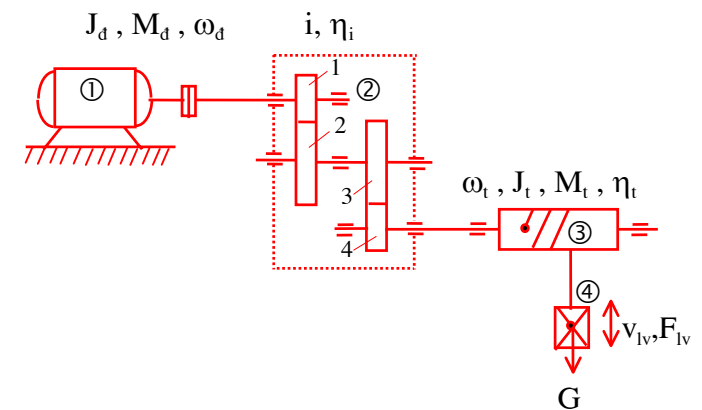 J_đ , M_đ , ω_đ
i, η_i
①
1
②
2
3
4
ω_t , J_t , M_t , η_t
③
④
v_lv,F_lv
G